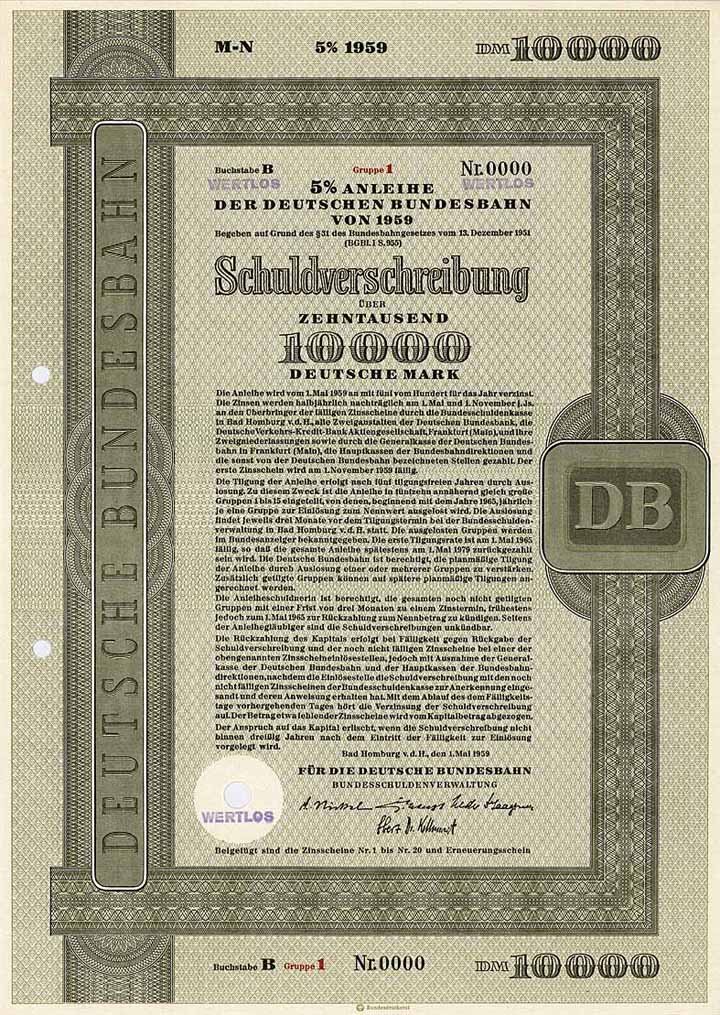 M-N 5% 1959 DM 10000
Buchstabe B Gruppe 1 Nr. 0000
WERTLOS WERTLOS
5% ANLEIHE
DER DEUTSCHEN BUNDESBAHN
VON 1959
Begeben auf Grund des §31 des Bundesbahngesetzes vom 13. Dezember 1951
(BGBl. I S. 955)
Schuldverschreibung
ÜBER
ZEHNTAUSEND
10000
DEUTSCHE MARK
Die Anleihe wird vom 1. Mai 1959 an mit fünf vom Hundert für das Jahr verzinst.
Die Zinsen werden halbjährlich nachträglich am 1. Mai und 1. November j. Js.
an den Überbringer der fälligen Zinsscheine durch die Bundesschuldenkasse
in Bad Homburg v. d. H., alle Zweiganstalten der Deutschen Bundesbank, die
Deutsche Verkehrs-Kredit-Bank Aktiengesellschaft, Frankfurt (Main), und ihre
Zweigniederlassungen sowie durch die Generalkasse der Deutschen Bundes-
bahn in Frankfurt (Main), die Hauptkassen der Bundesbahndirektionen und
die sonst von der Deutschen Bundesbahn bezeichneten Stellen gezahlt. Der
erste Zinsschein wird am 1. November 1959 fällig.
Die Tilgung der Anleihe erfolgt nach fünf tilgungsfreien Jahren durch Aus-
losung. Zu diesem Zweck ist die Anleihe in fünfzehn annähernd gleich große
Gruppen 1 bis 15 eingeteilt, von denen, beginnend mit dem Jahre 1965, jährlich
je eine Gruppe zur Einlösung zum Nennwert ausgelost wird. Die Auslosung
findet jeweils drei Monate vor dem Tilgungstermin bei der Bundesschulden-
verwaltung in Bad Homburg v. d. H. statt. Die ausgelosten Gruppen werden
im Bundesanzeiger bekanntgegeben. Die erste Tilgungsrate ist am 1. Mai 1965
fällig, so daß die gesamte Anleihe spätestens am 1. Mai 1979 zurückgezahlt
sein wird. Die Deutsche Bundesbahn ist berechtigt, die planmäßige Tilgung
der Anleihe durch Auslosung einer oder mehrerer Gruppen zu verstärken.
Zusätzlich getilgte Gruppen können auf spätere planmäßige Tilgungen an-
gerechnet werden.
Die Anleiheschuldnerin ist berechtigt, die gesamten noch nicht getilgten
Gruppen mit einer Frist von drei Monaten zu einem Zinstermin, frühestens
jedoch zum 1. Mai 1965 zur Rückzahlung zum Nennbetrag zu kündigen. Seitens
der Anleihegläubiger sind die Schuldverschreibungen unkündbar.
Die Rückzahlung des Kapitals erfolgt bei Fälligkeit gegen Rückgabe der
Schuldverschreibung und der noch nicht fälligen Zinsscheine bei einer der
obengenannten Zinsscheineinlösestellen, jedoch mit Ausnahme der General-
kasse der Deutschen Bundesbahn und der Hauptkassen der Bundesbahn-
direktionen, nachdem die Einlösestelle die Schuldverschreibung mit den noch
nicht fälligen Zinsscheinen der Bundesschuldenkasse zur Anerkennung einge-
sandt und deren Anweisung erhalten hat. Mit dem Ablauf des dem Fälligkeits-
tage vorhergehenden Tages hört die Verzinsung der Schuldverschreibung
auf. Der Betrag etwa fehlender Zinsscheine wird vom Kapitalbetrag abgezogen.
Der Anspruch auf das Kapital erlischt, wenn die Schuldverschreibung nicht
binnen dreißig Jahren nach dem Eintritt der Fälligkeit zur Einlösung
vorgelegt wird.
Bad Homburg v. d. H., den 1. Mai 1959
FÜR DIE DEUTSCHE BUNDESBAHN
BUNDESSCHULDENVERWALTUNG
WERTLOS
Beigefügt sind die Zinsscheine Nr. 1 bis Nr. 20 und Erneuerungsschein
DEUTSCHE BUNDESBAHN
DB
Buchstabe B Gruppe 1 Nr. 0000 DM 10000
Bundesdruckerei